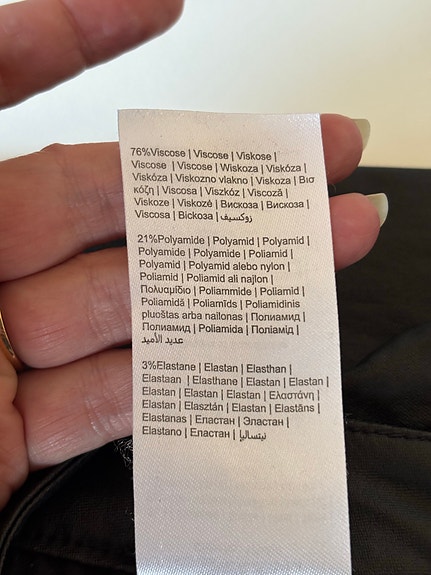 76%Viscose | Viscose | Viskose |
Viscose | Viscose | Wiskoza | Viskóza |
Viskóza | Viskozno vlakno | Viskoza | Βισ
κόζη | Viscosa | Viszkóz | Viscoză |
Viskoze | Viskozė | Вискоза | Вискоза |
Viscosa | Віскоза | زوكسيف
21%Polyamide | Polyamid | Polyamid |
Polyamide | Polyamide | Poliamid |
Polyamid | Polyamid alebo nylon |
Poliamid | Poliamid ali najlon |
Πολυαμίδιο | Poliammide | Poliamid |
Poliamidă | Poliamīds | Poliamidinis
pluoštas arba nailonas | Полиамид |
Полиамид | Poliamida | Поліамід |
عديد الأميد
3%Elastane | Elastan | Elasthan |
Elastaan | Elasthane | Elastan | Elastan |
Elastan | Elastan | Elastan | Ελαστάνη |
Elastan | Elasztán | Elastan | Elastāns |
Elastanas | Еластан | Эластан |
Elastano | Еластан | نيتساليإ